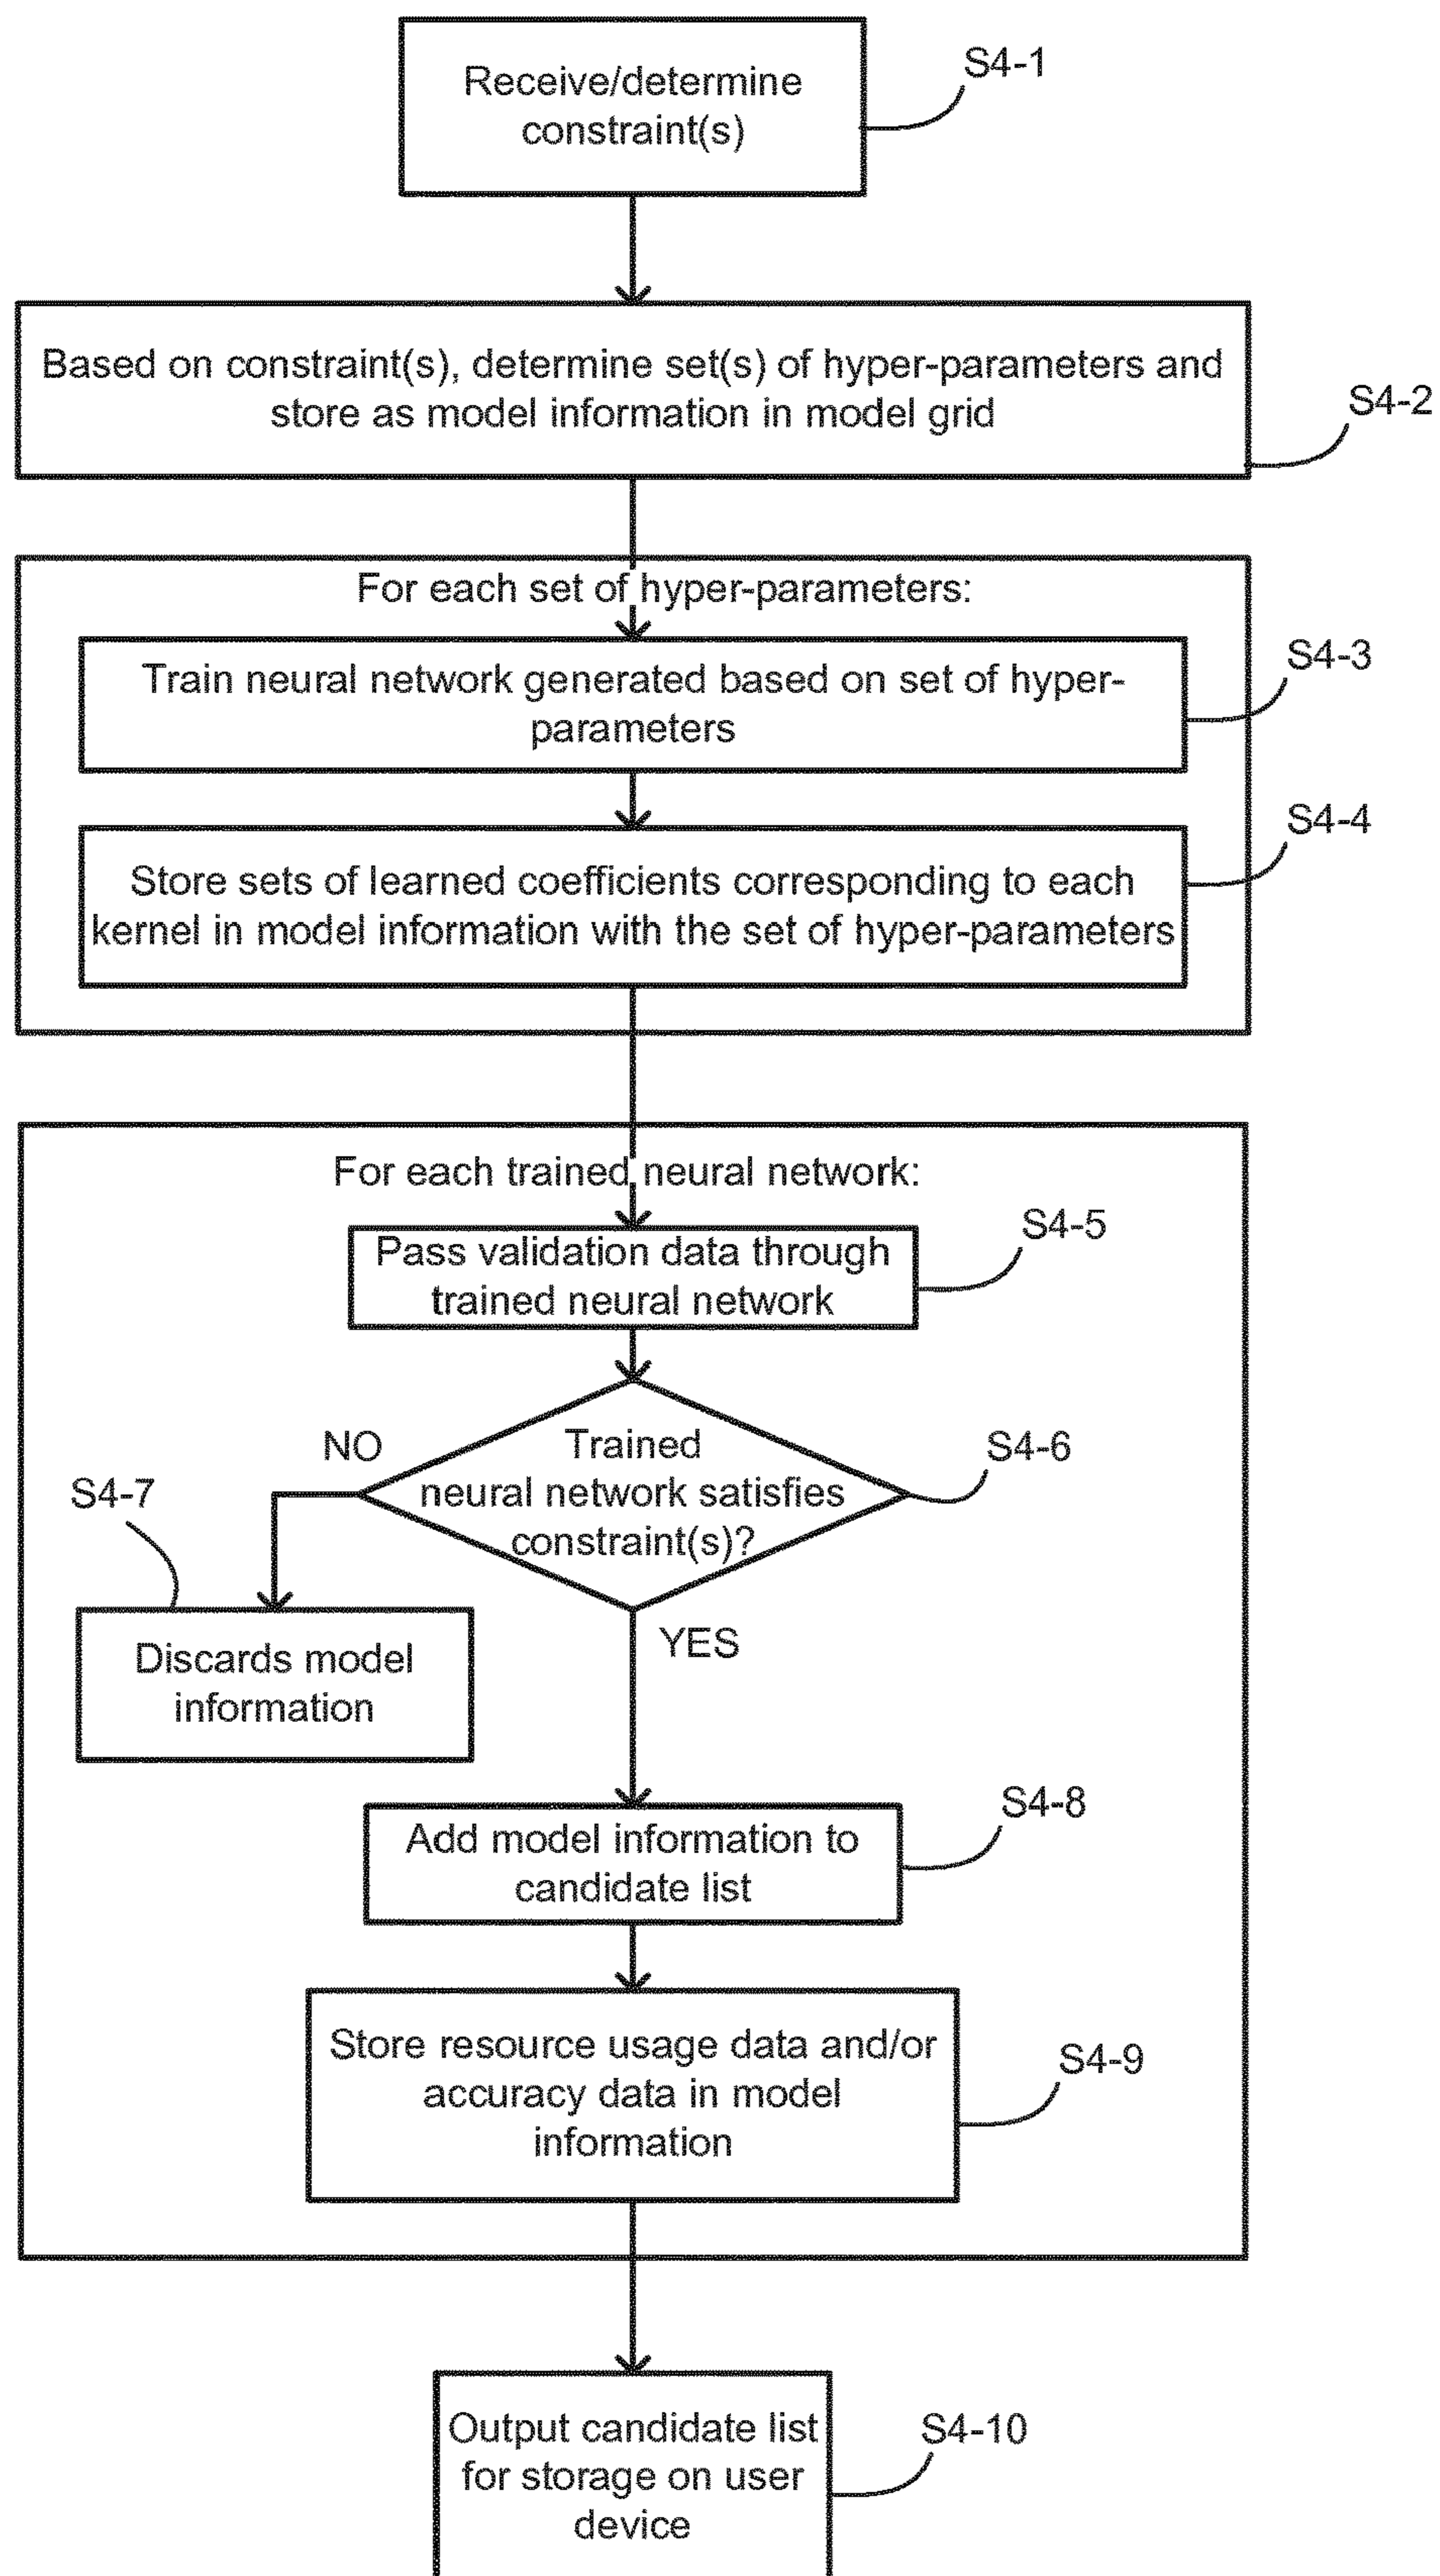 Receive/determine
constraint(s)
S4-1
Based on constraint(s), determine set(s) of hyper-parameters and
store as model information in model grid
S4-2
For each set of hyper-parameters:
Train neural network generated based on set of hyper-
parameters
S4-3
Store sets of learned coefficients corresponding to each
kernel in model information with the set of hyper-parameters
S4-4
For each trained neural network:
Pass validation data through
trained neural network
S4-5
Trained
neural network satisfies
constraint(s)?
S4-6
NO
S4-7
Discards model
information
YES
Add model information to
candidate list
S4-8
Store resource usage data and/or
accuracy data in model
information
S4-9
Output candidate list
for storage on user
device
S4-10